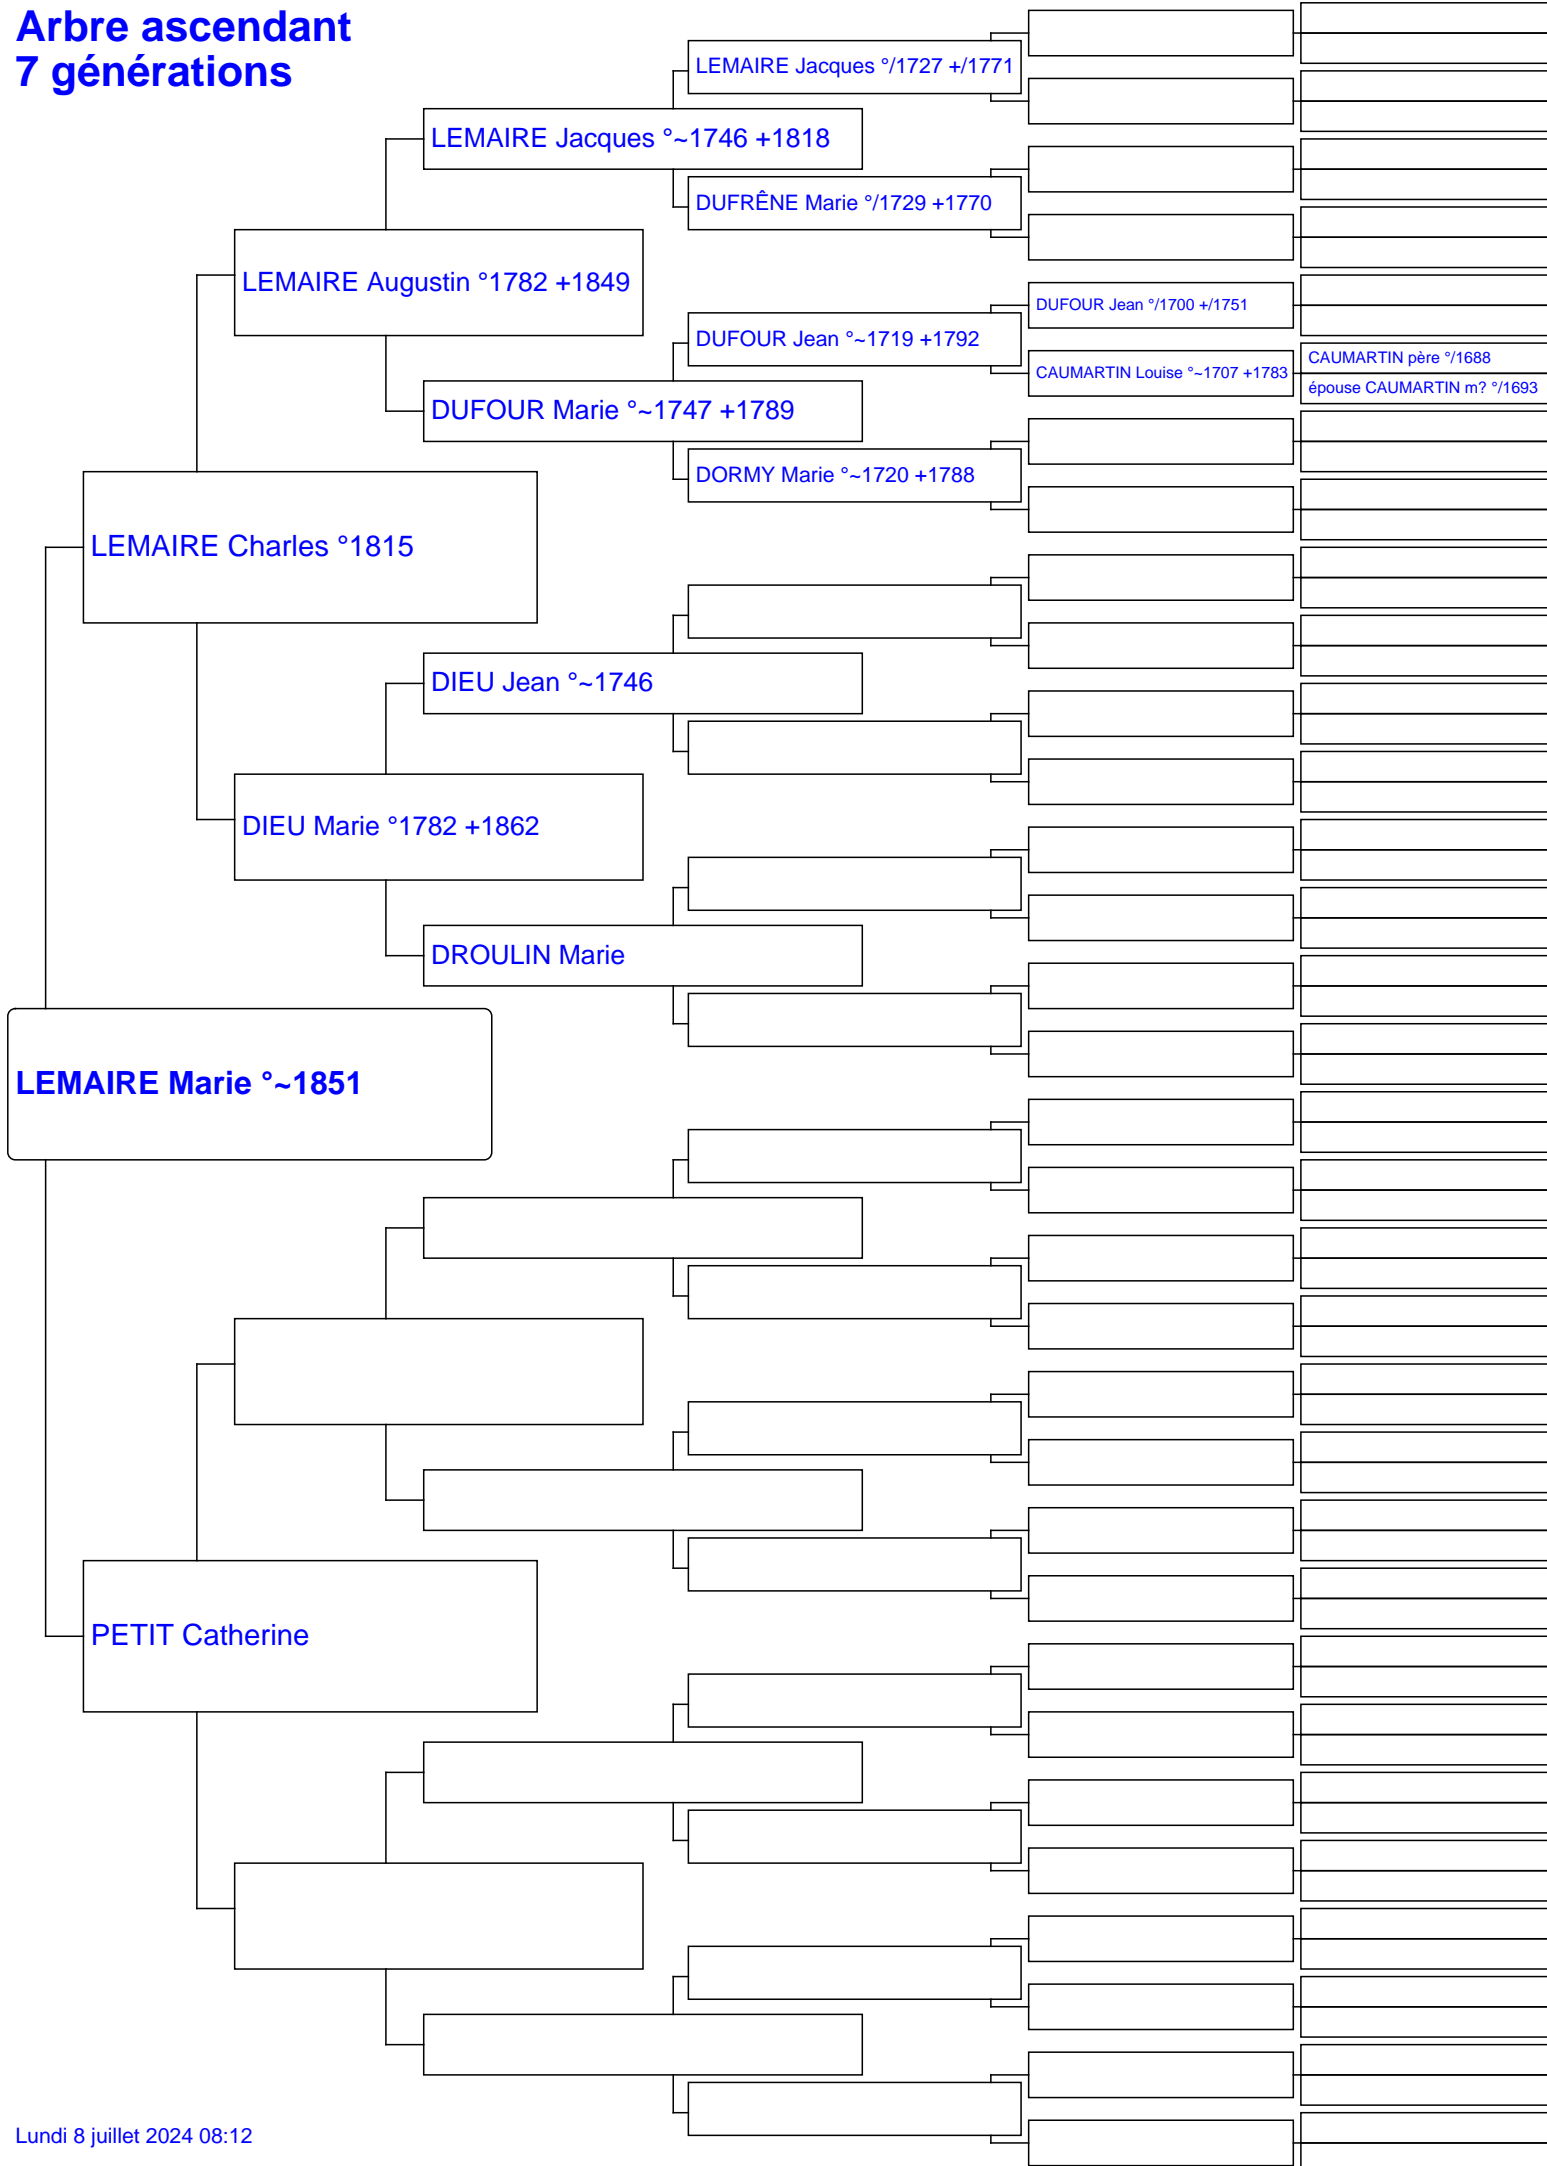 Arbre ascendant
7 générations
LEMAIRE Jacques °/1727 +/1771
LEMAIRE Jacques °~1746 +1818
DUFRÊNE Marie °/1729 +1770
LEMAIRE Augustin °1782 +1849
DUFOUR Jean °/1700 +/1751
DUFOUR Jean °~1719 +1792
CAUMARTIN père °/1688
CAUMARTIN Louise °~1707 +1783
épouse CAUMARTIN m? °/1693
DUFOUR Marie °~1747 +1789
DORMY Marie °~1720 +1788
LEMAIRE Charles °1815
DIEU Jean °~1746
DIEU Marie °1782 +1862
DROULIN Marie
LEMAIRE Marie °~1851
PETIT Catherine
Lundi 8 juillet 2024 08:12